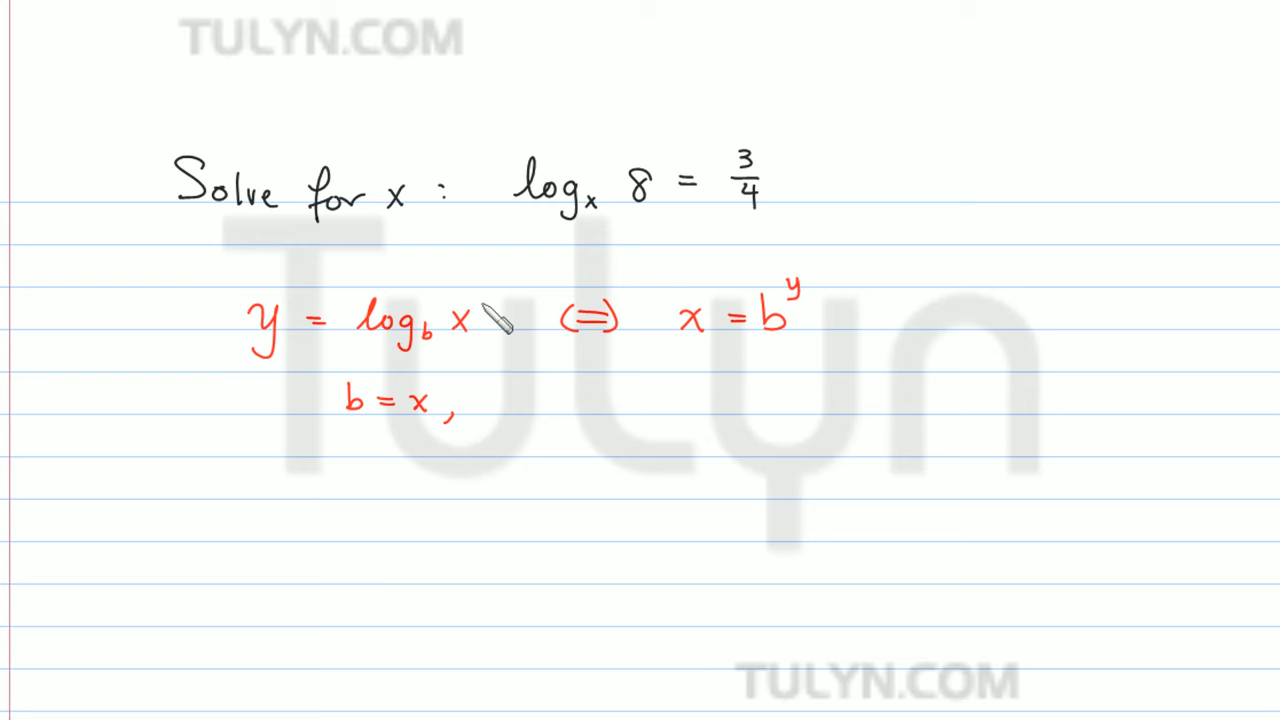 TULYN.COM
Solve for x : log_x 8 = 3/4
y = log_b x (=) x = b^y
b = x ,
Tulyn
TULYN.COM